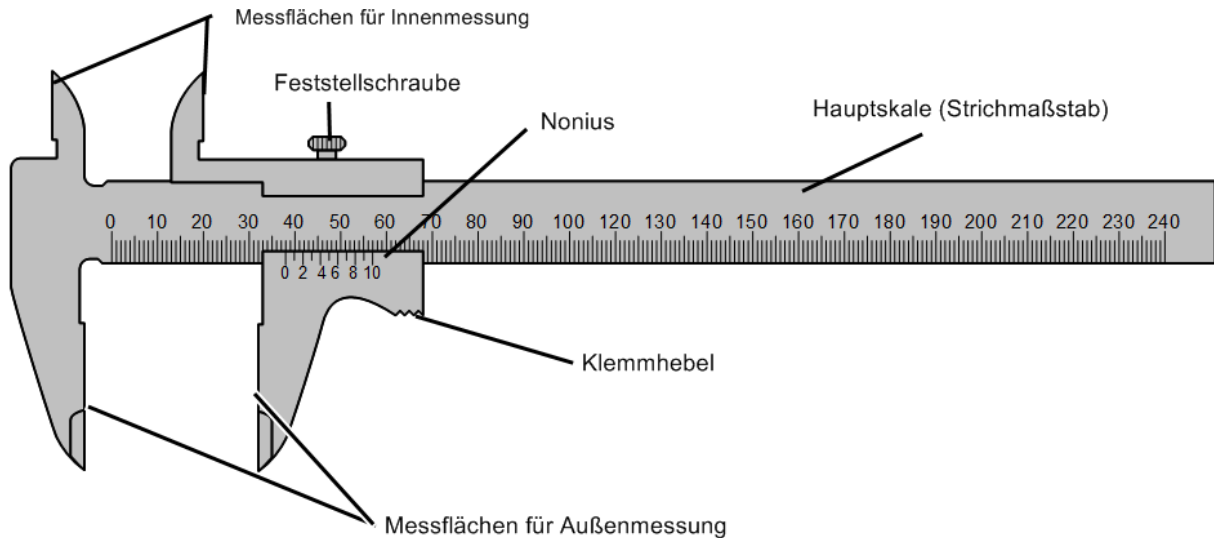 Messflächen für Innenmessung
Feststellschraube
Nonius
Hauptskale (Strichmaßstab)
0 10 20 30 40 50 60 70 80 90 100 110 120 130 140 150 160 170 180 190 200 210 220 230 240
0 2 4 6 8 10
Klemmhebel
Messflächen für Außenmessung